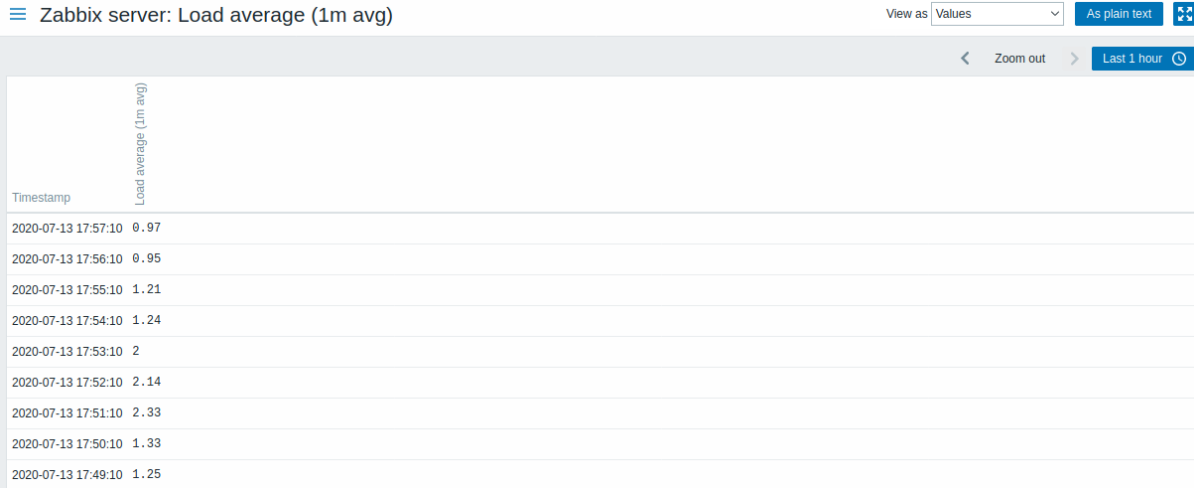 Zabbix server: Load average (1m avg)
View as Values As plain text
Zoom out Last 1 hour
Timestamp Load average (1m avg)
2020-07-13 17:57:10 0.97
2020-07-13 17:56:10 0.95
2020-07-13 17:55:10 1.21
2020-07-13 17:54:10 1.24
2020-07-13 17:53:10 2
2020-07-13 17:52:10 2.14
2020-07-13 17:51:10 2.33
2020-07-13 17:50:10 1.33
2020-07-13 17:49:10 1.25